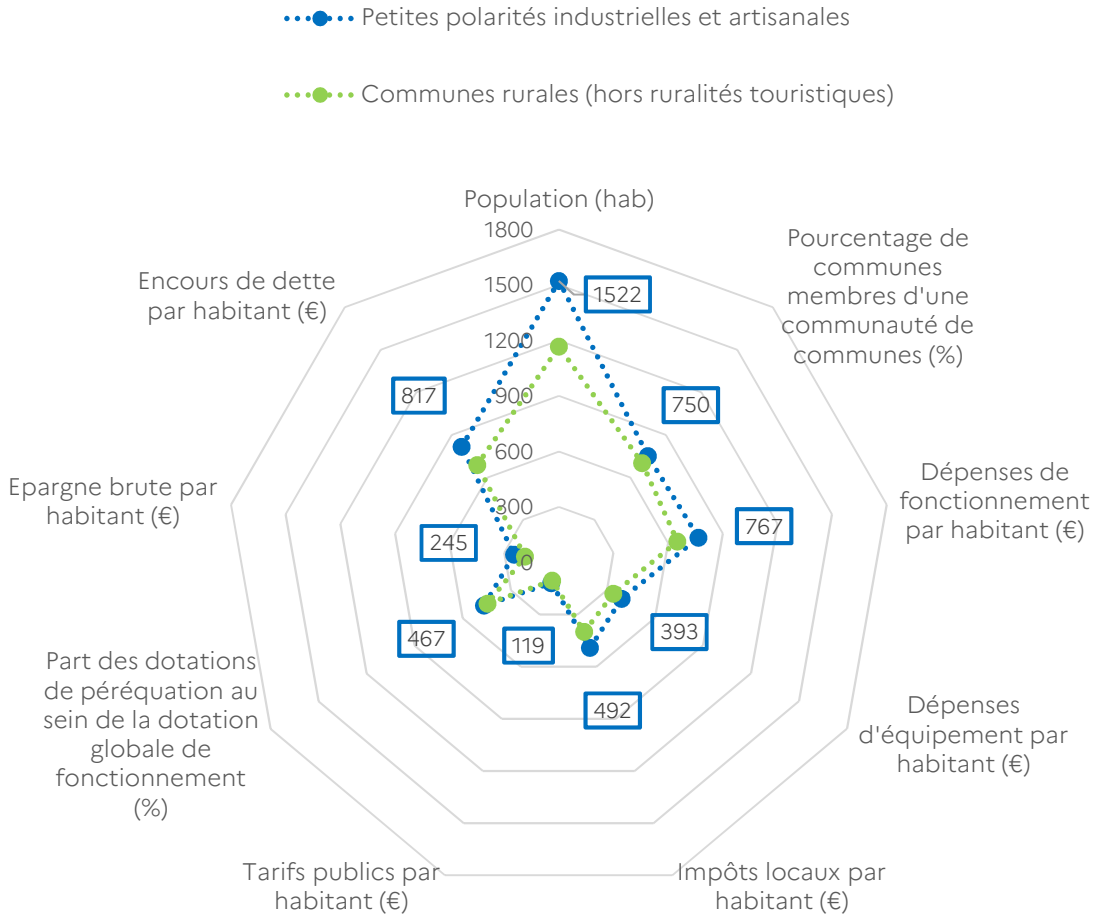 Petites polarités industrielles et artisanales
Communes rurales (hors ruralités touristiques)
Population (hab)
1800
1500
1200
900
600
300
0
1522
Pourcentage de
communes
membres d'une
communauté de
communes (%)
750
Dépenses de
fonctionnement
par habitant (€)
767
Dépenses
d'équipement par
habitant (€)
393
Impôts locaux par
habitant (€)
492
Tarifs publics par
habitant (€)
119
Part des dotations
de péréquation au
sein de la dotation
globale de
fonctionnement
(%)
467
Epargne brute par
habitant (€)
245
Encours de dette
par habitant (€)
817